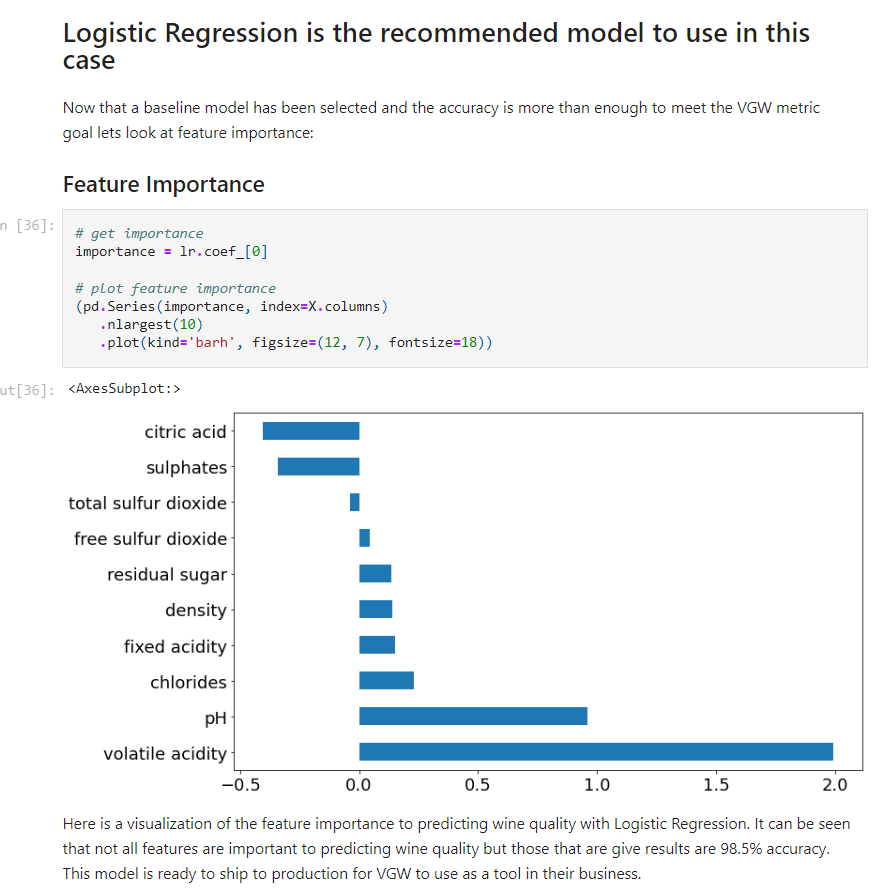 Logistic Regression is the recommended model to use in this
case
Now that a baseline model has been selected and the accuracy is more than enough to meet the VGW metric
goal lets look at feature importance:
Feature Importance
n [36]:
# get importance
importance = lr.coef_[0]
# plot feature importance
(pd.Series(importance, index=X.columns)
.nlargest(10)
.plot(kind='barh', figsize=(12, 7), fontsize=18))
ut[36]:
<AxesSubplot:>
citric acid
sulphates
total sulfur dioxide
free sulfur dioxide
residual sugar
density
fixed acidity
chlorides
pH
volatile acidity
−0.5 0.0 0.5 1.0 1.5 2.0
Here is a visualization of the feature importance to predicting wine quality with Logistic Regression. It can be seen
that not all features are important to predicting wine quality but those that are give results are 98.5% accuracy.
This model is ready to ship to production for VGW to use as a tool in their business.